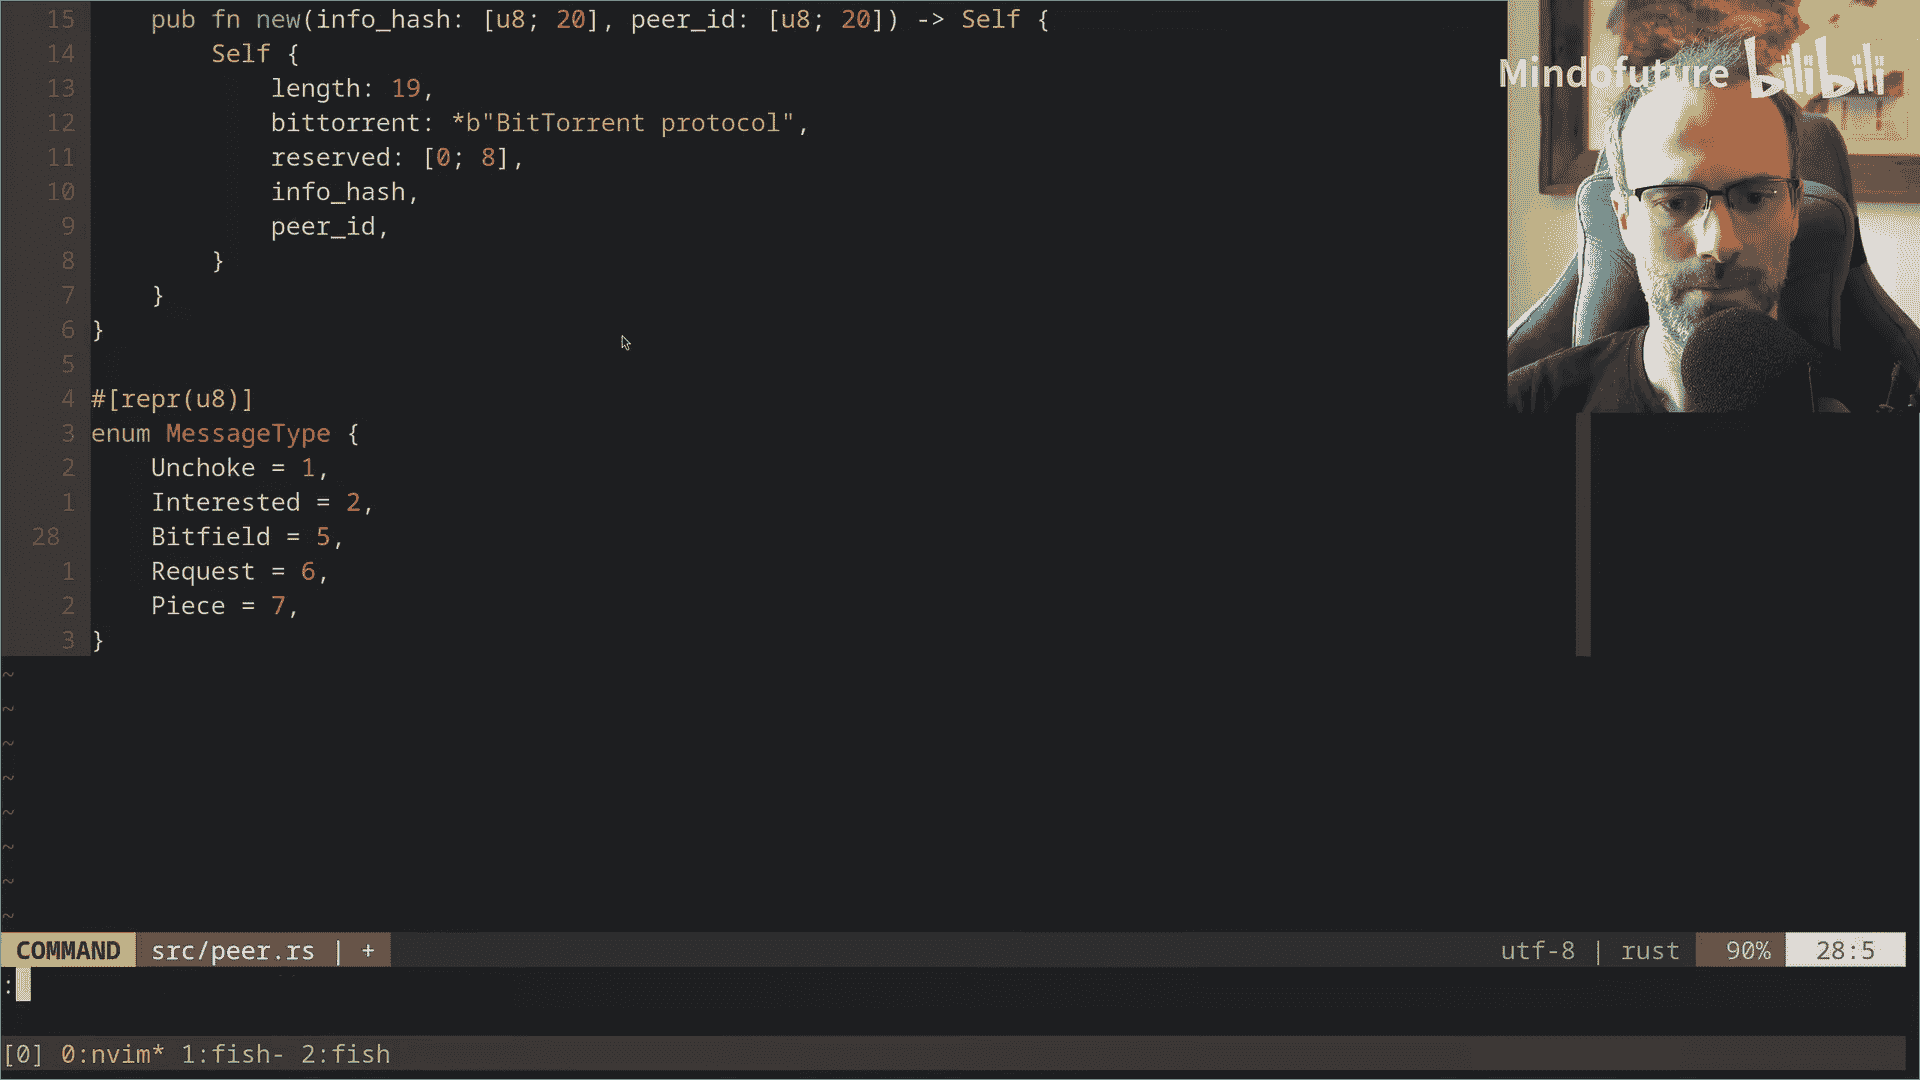 15 pub fn new(info_hash: [u8; 20], peer_id: [u8; 20]) -> Self {
14 Self {
13 length: 19,
12 bittorrent: *b"BitTorrent protocol",
11 reserved: [0; 8],
10 info_hash,
9 peer_id,
8 }
7 }
6 }
5
4 #[repr(u8)]
3 enum MessageType {
2 Unchoke = 1,
1 Interested = 2,
28 Bitfield = 5,
1 Request = 6,
2 Piece = 7,
3 }
~
~
~
~
~
~
~
~
COMMAND src/peer.rs | + utf-8 | rust 90% 28:5
:
[0] 0:nvim* 1:fish- 2:fish
Mindofuture bilibili